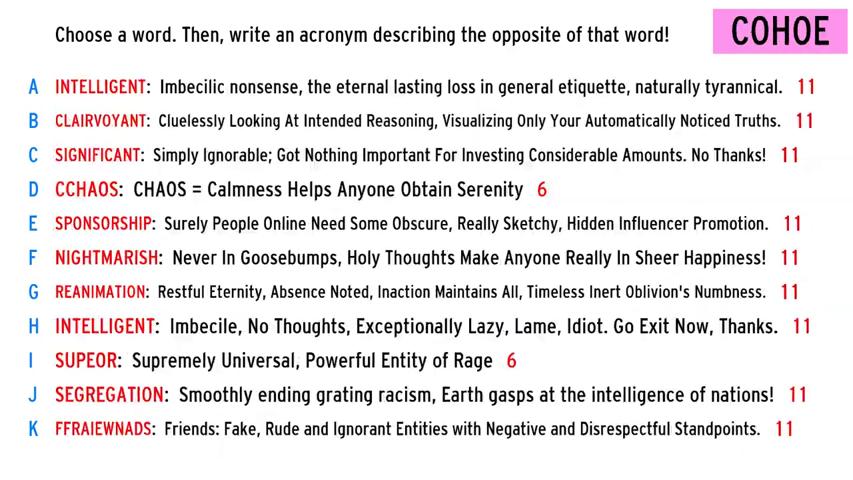 Choose a word. Then, write an acronym describing the opposite of that word!
COHOE
A INTELLIGENT: Imbecilic nonsense, the eternal lasting loss in general etiquette, naturally tyrannical. 11
B CLAIRVOYANT: Cluelessly Looking At Intended Reasoning, Visualizing Only Your Automatically Noticed Truths. 11
C SIGNIFICANT: Simply Ignorable; Got Nothing Important For Investing Considerable Amounts. No Thanks! 11
D CCHAOS: CHAOS = Calmness Helps Anyone Obtain Serenity 6
E SPONSORSHIP: Surely People Online Need Some Obscure, Really Sketchy, Hidden Influencer Promotion. 11
F NIGHTMARISH: Never In Goosebumps, Holy Thoughts Make Anyone Really In Sheer Happiness! 11
G REANIMATION: Restful Eternity, Absence Noted, Inaction Maintains All, Timeless Inert Oblivion's Numbness. 11
H INTELLIGENT: Imbecile, No Thoughts, Exceptionally Lazy, Lame, Idiot. Go Exit Now, Thanks. 11
I SUPEOR: Supremely Universal, Powerful Entity of Rage 6
J SEGREGATION: Smoothly ending grating racism, Earth gasps at the intelligence of nations! 11
K FFRAIEWNADS: Friends: Fake, Rude and Ignorant Entities with Negative and Disrespectful Standpoints. 11